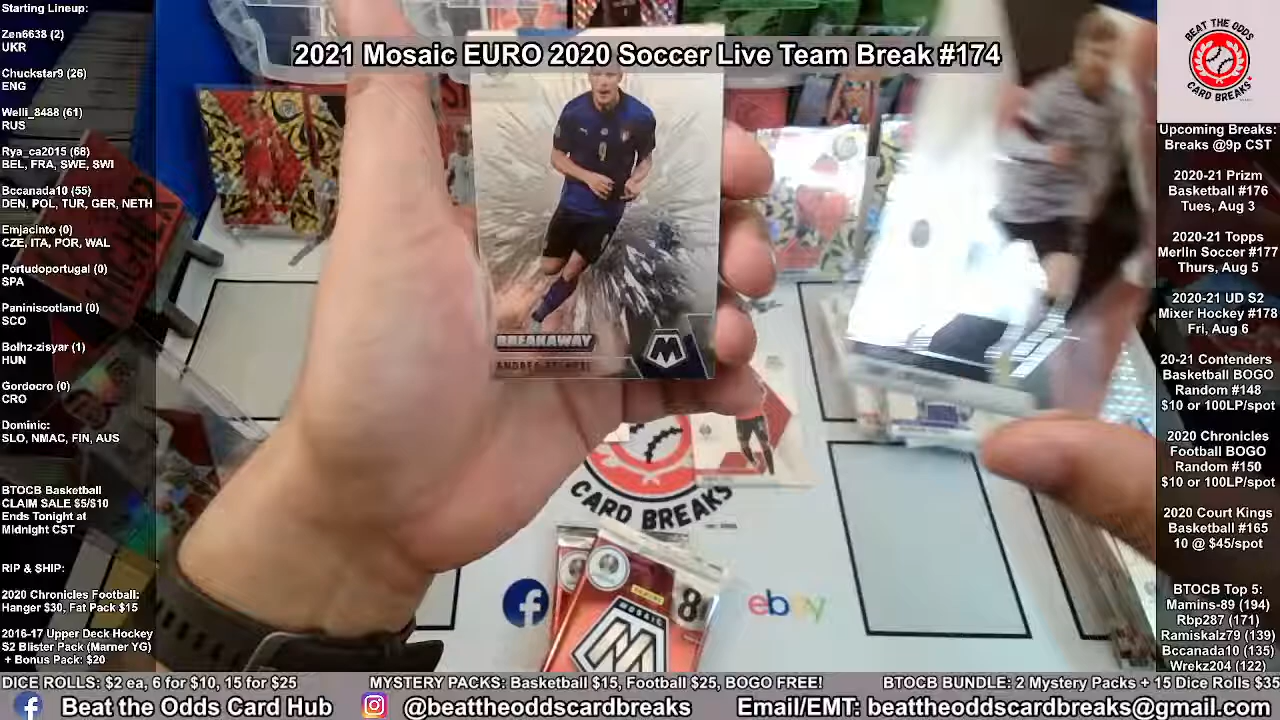 2021 Mosaic EURO 2020 Soccer Live Team Break #174
Starting Lineup:
Zen6638 (2)
UKR
Chuckster9 (26)
ENG
Welli_8488 (61)
RUS
Rya_ca2015 (68)
BEL, FRA, SWE, SWI
Bccanada10 (55)
DEN, POL, TUR, GER, NETH
Emjacinto (0)
CZE, ITA, POR, WAL
Portudoportugal (0)
SPA
Paniniscotland (0)
SCO
Bolhz-zisyar (1)
HUN
Gordocro (0)
CRO
SLO, NMAC, FIN, AUS
BTOCB Basketball
CLAIM SALE $5/$10
Ends Tonight at
Midnight CST
RIP & $HIP:
2020 Chronicles Football:
Hanger $30, Fat Pack $15
2016-17 Upper Deck Hockey
S2 Blister Pack (Marner YG)
+ Bonus Pack: $20
BREAKAWAY
9
CARD BREAKS
MOSAIC
8
ebay
BEAT THE ODDS
CARD BREAKS
Upcoming Breaks:
Breaks @9p CST
2020-21 Prizm
Basketball #176
Tues, Aug 3
2020-21 Topps
Merlin Soccer #177
Thurs, Aug 5
2020-21 UD S2
Mixer Hockey #178
Fri, Aug 6
20-21 Contenders
Basketball BOGO
Random #148
$10 or 100LP/spot
2020 Chronicles
Football BOGO
Random #150
$10 or 100LP/spot
2020 Court Kings
Basketball #165
10 @ $45/spot
BTOCB Top 5:
Mamins-89 (194)
Rbp287 (171)
Ramiskalz79 (139)
Bccanada10 (135)
Wrekz204 (122)
DICE ROLLS: $2 ea, 6 for $10, 15 for $25
MYSTERY PACKS: Basketball $15, Football $25, BOGO FREE!
BTOCB BUNDLE: 2 Mystery Packs + 15 Dice Rolls $35
Beat the Odds Card Hub
@beattheoddscardbreaks
Email/EMT: beattheoddscardbreaks@gmail.com